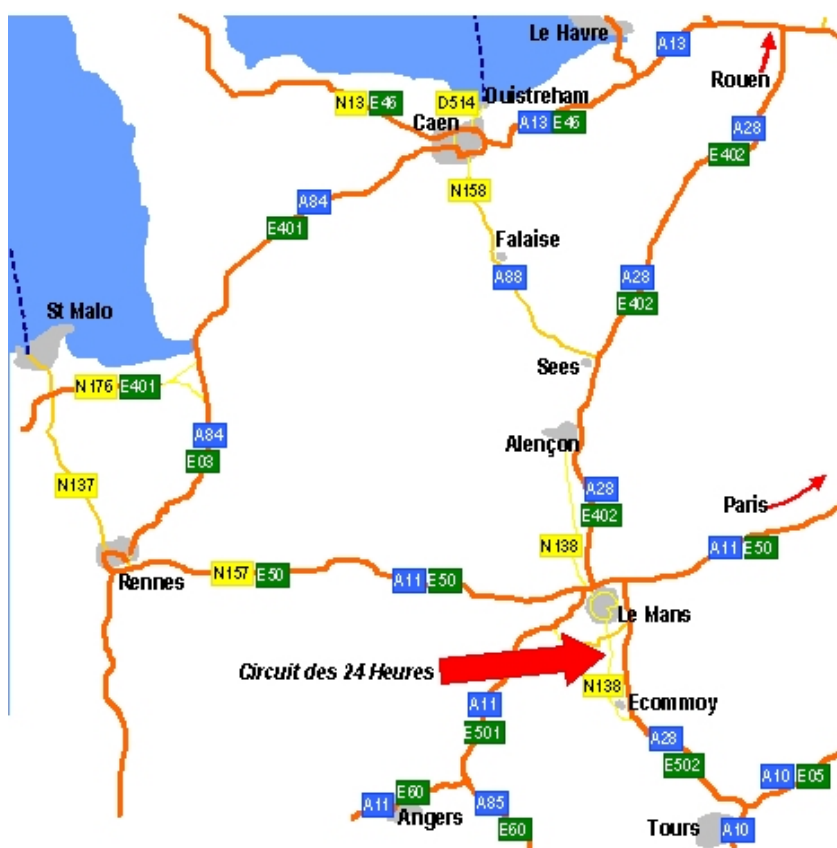 Le Havre
A13
Rouen
N13 E46
D514
Ouistreham
Caen
A13 E46
A28
E402
N158
A84
E401
Falaise
A88
A28
E402
St Malo
Sees
N176 E401
A84
E03
Alençon
N137
A28
E402
Paris
N138
A11 E50
Rennes
N157 E50
A11 E50
Le Mans
Circuit des 24 Heures
N138
A11
E501
Ecommoy
A28
E502
A10 E05
E60
A11
Angers
A85
E60
Tours
A10